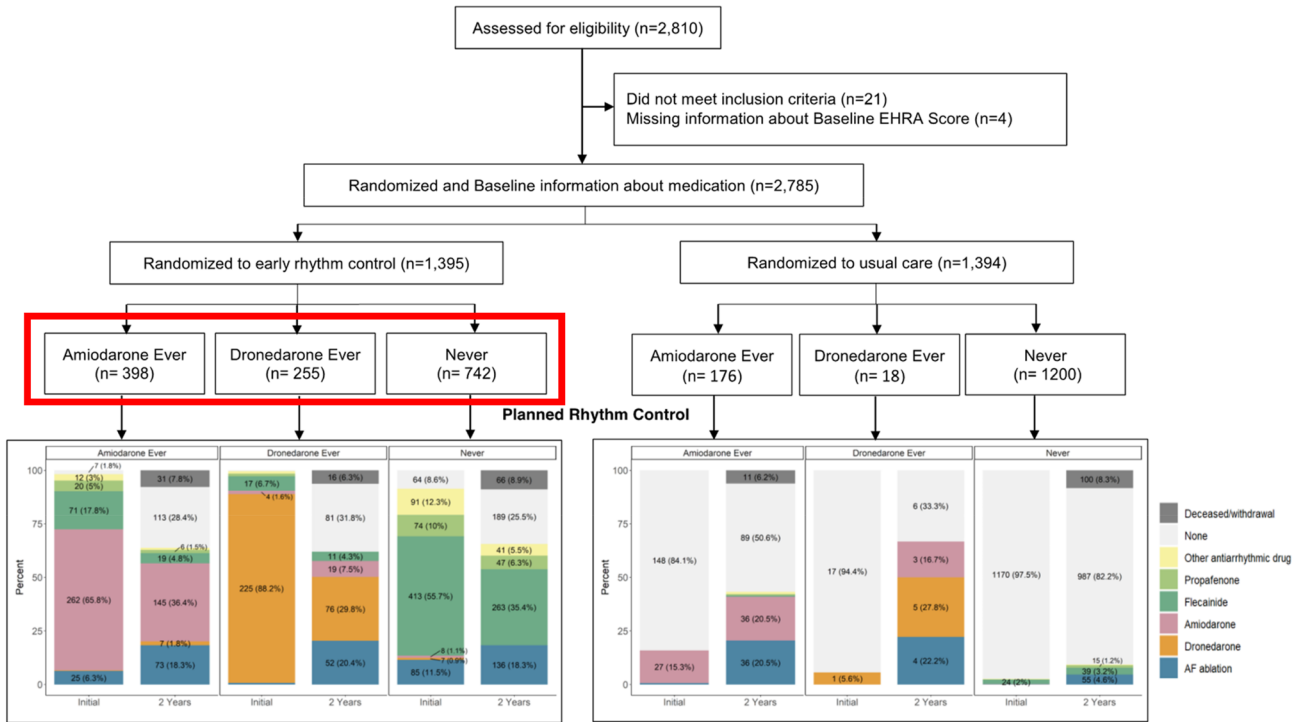 Assessed for eligibility (n=2,810)
Did not meet inclusion criteria (n=21)
Missing information about Baseline EHRA Score (n=4)
Randomized and Baseline information about medication (n=2,785)
Randomized to early rhythm control (n=1,395)
Randomized to usual care (n=1,394)
Amiodarone Ever
(n= 398)
Dronedarone Ever
(n= 255)
Never
(n= 742)
Amiodarone Ever
(n= 176)
Dronedarone Ever
(n= 18)
Never
(n= 1200)
Planned Rhythm Control
Percent
100
75
50
25
0
Amiodarone Ever
7 (1.8%)
12 (3%)
20 (5%)
71 (17.8%)
262 (65.8%)
25 (6.3%)
Initial
31 (7.8%)
113 (28.4%)
6 (1.5%)
19 (4.8%)
145 (36.4%)
7 (1.8%)
73 (18.3%)
2 Years
Dronedarone Ever
17 (6.7%)
4 (1.6%)
225 (88.2%)
Initial
16 (6.3%)
81 (31.8%)
11 (4.3%)
19 (7.5%)
76 (29.8%)
52 (20.4%)
2 Years
Never
64 (8.6%)
91 (12.3%)
74 (10%)
413 (55.7%)
8 (1.1%)
7 (0.9%)
85 (11.5%)
Initial
66 (8.9%)
189 (25.5%)
41 (5.5%)
47 (6.3%)
263 (35.4%)
136 (18.3%)
2 Years
Percent
100
75
50
25
0
Amiodarone Ever
148 (84.1%)
27 (15.3%)
Initial
11 (6.2%)
89 (50.6%)
36 (20.5%)
36 (20.5%)
2 Years
Dronedarone Ever
17 (94.4%)
1 (5.6%)
Initial
6 (33.3%)
3 (16.7%)
5 (27.8%)
4 (22.2%)
2 Years
Never
1170 (97.5%)
24 (2%)
Initial
100 (8.3%)
987 (82.2%)
15 (1.2%)
39 (3.2%)
55 (4.6%)
2 Years
Deceased/withdrawal
None
Other antiarrhythmic drug
Propafenone
Flecainide
Amiodarone
Dronedarone
AF ablation